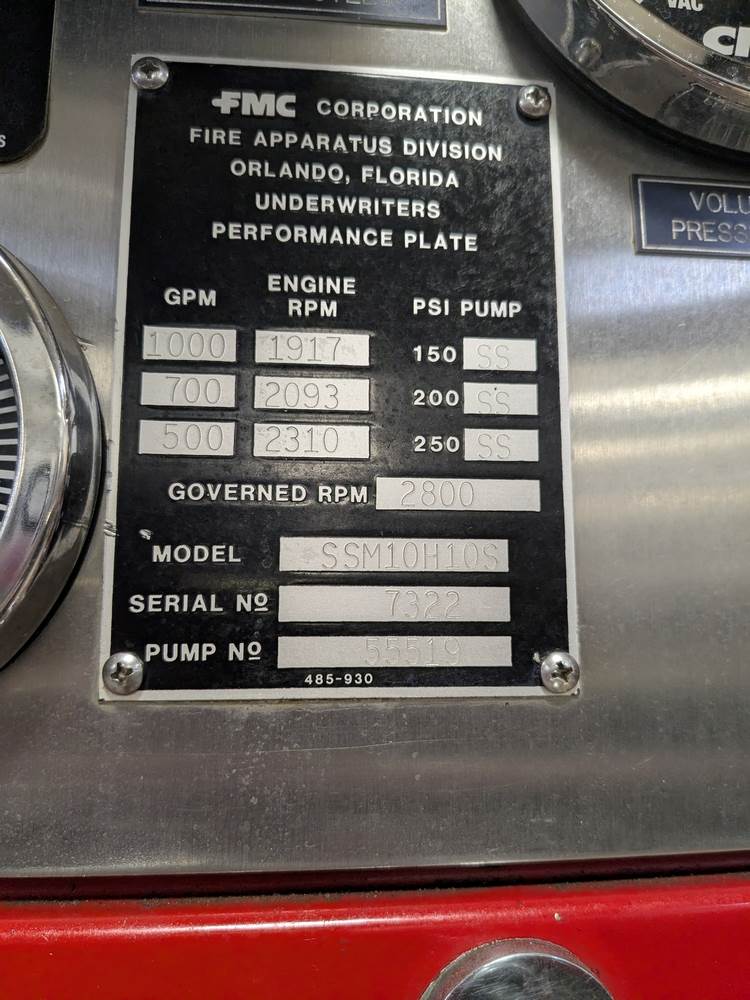 VAC
FMC CORPORATION
FIRE APPARATUS DIVISION
ORLANDO, FLORIDA
UNDERWRITERS
PERFORMANCE PLATE
GPM ENGINE RPM PSI PUMP
1000 1917 150 SS
700 2093 200 SS
500 2310 250 SS
GOVERNED RPM 2800
MODEL SSM10H10S
SERIAL Nº 7322
PUMP Nº 55519
485-930